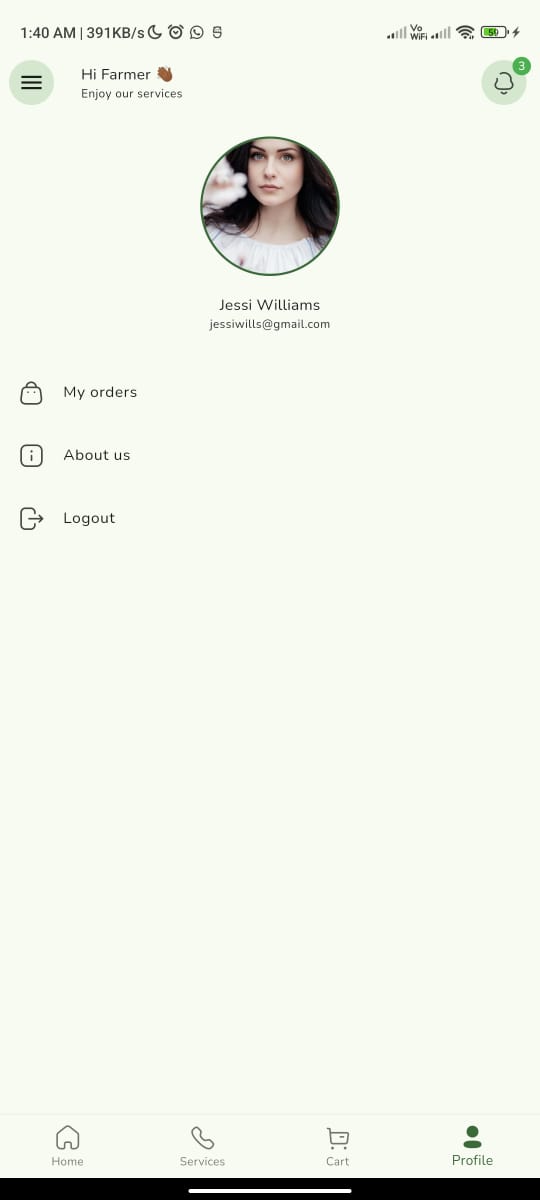 1:40 AM | 391KB/s
Vo
WiFi
50
Hi Farmer 👋🏾
Enjoy our services
3
Jessi Williams
jessiwills@gmail.com
My orders
About us
Logout
Home
Services
Cart
Profile